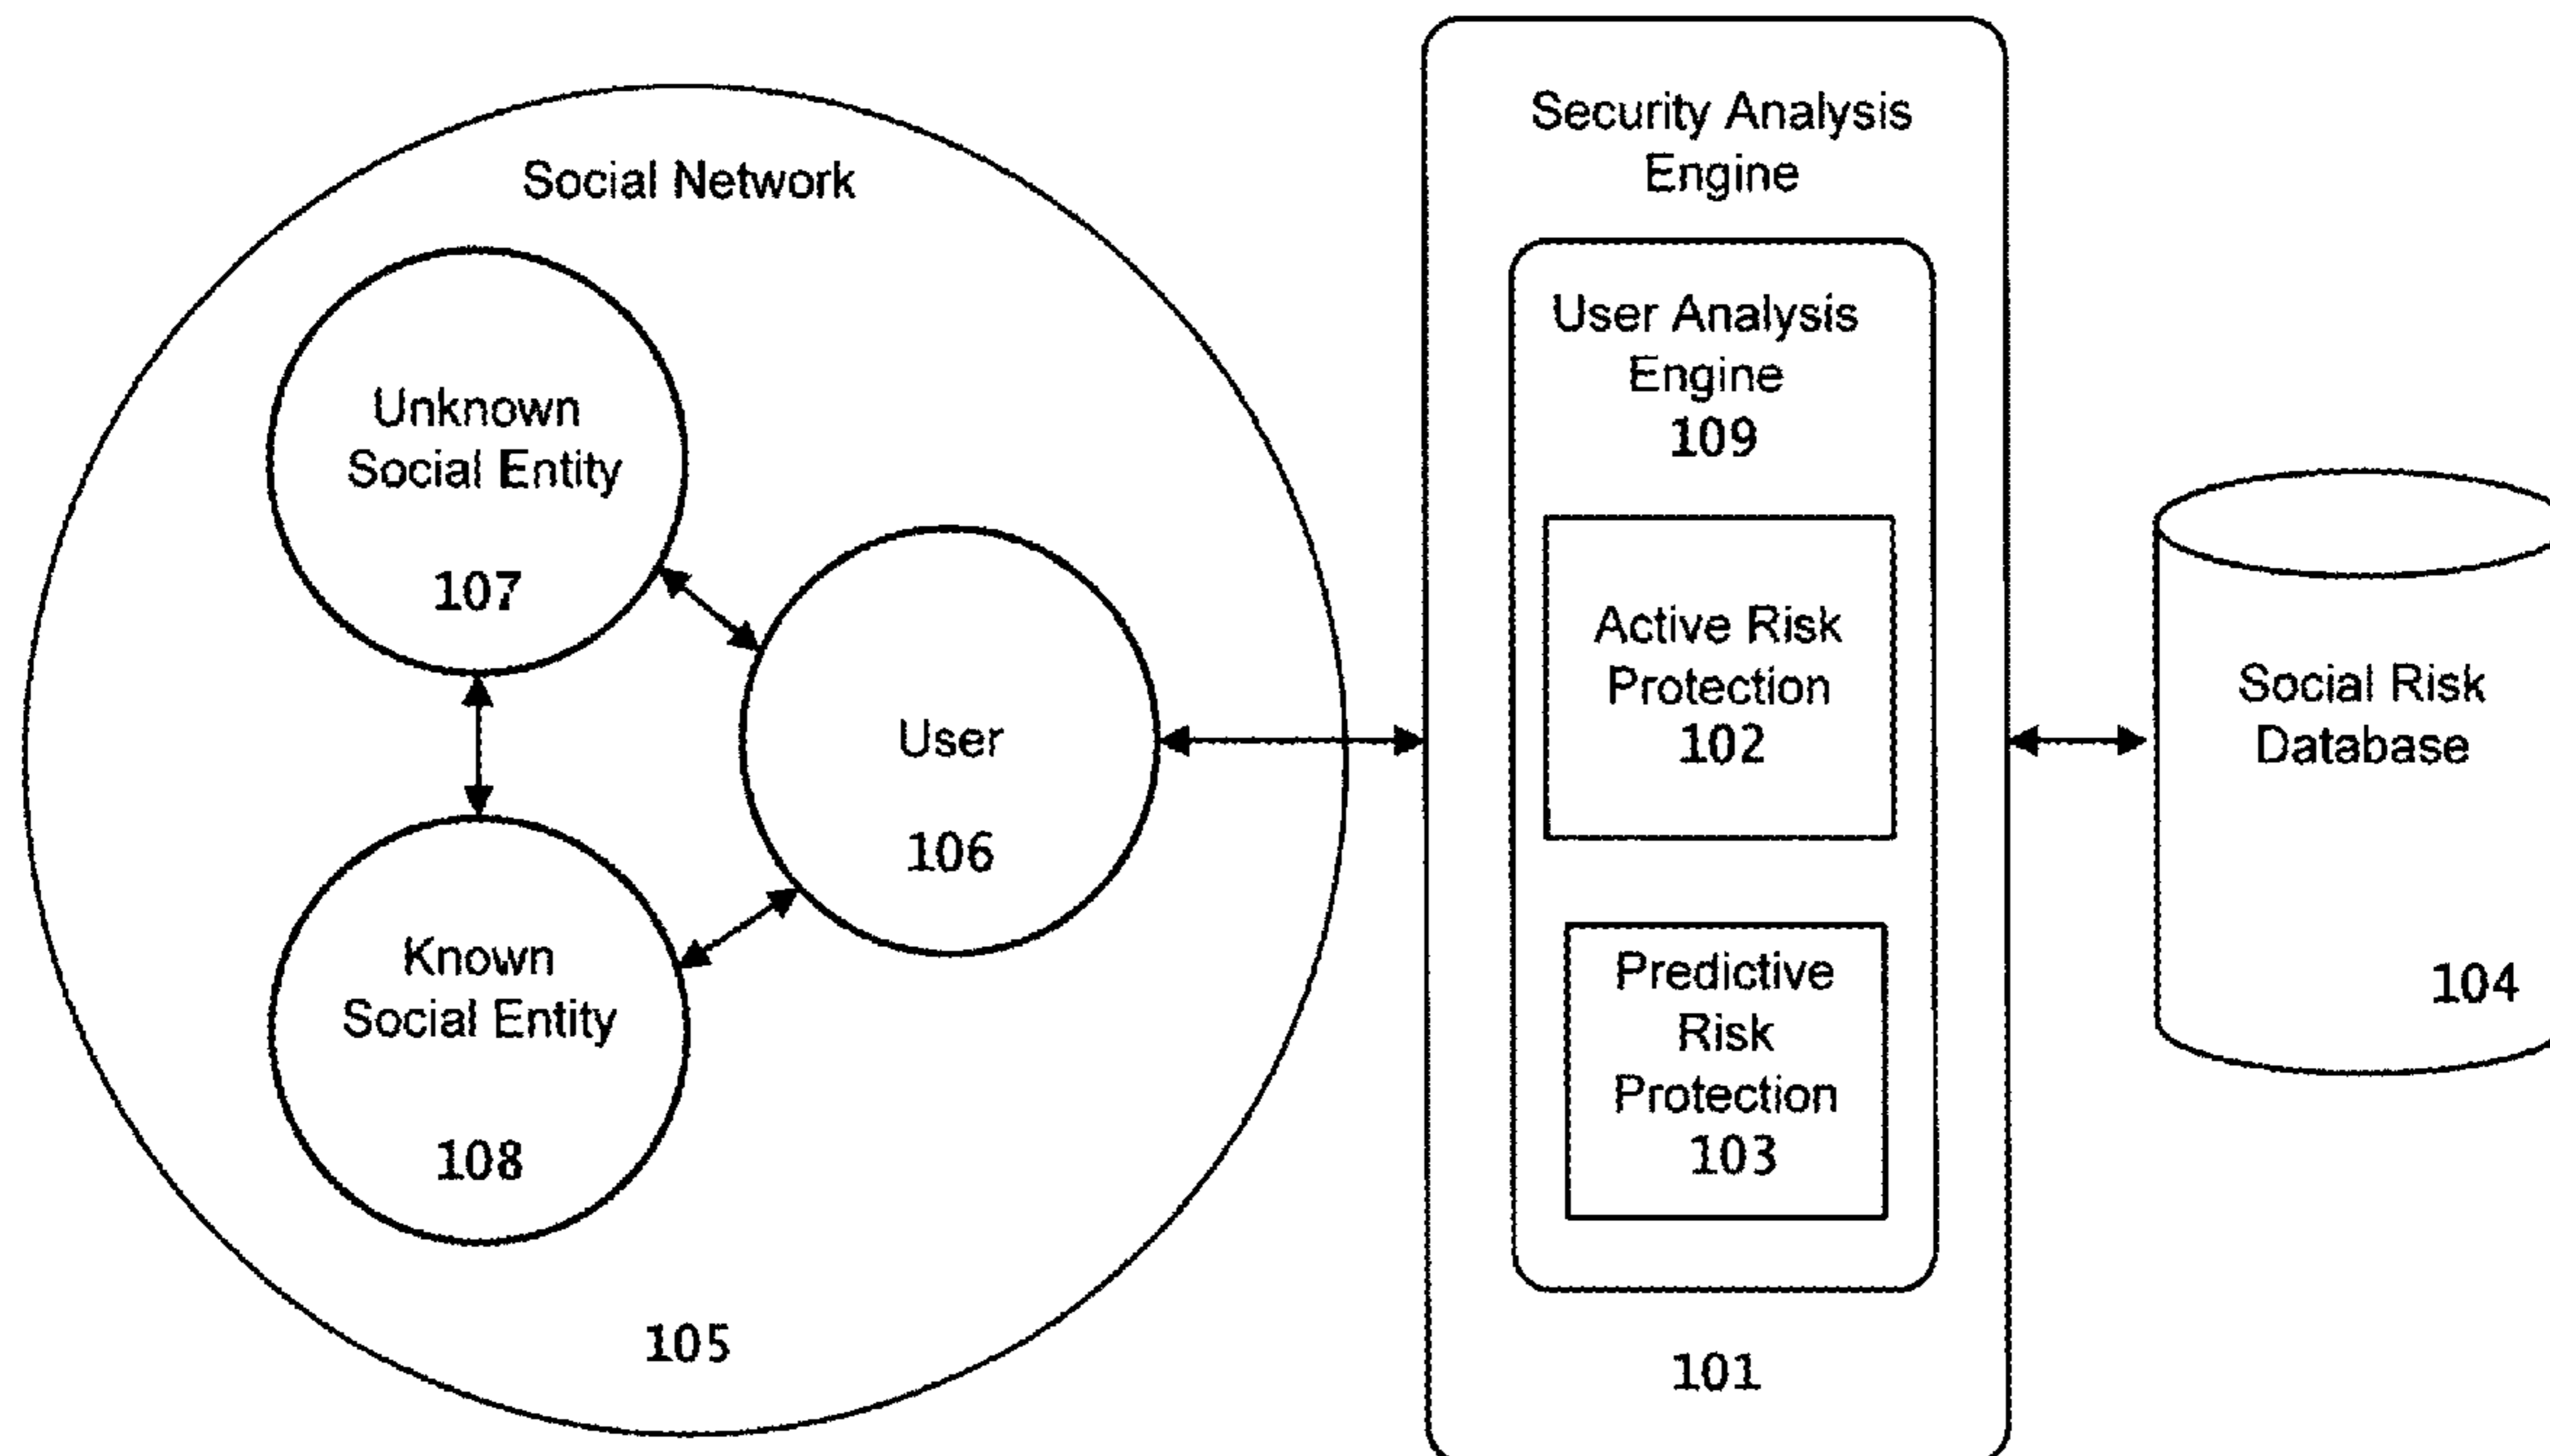 Social Network
Unknown
Social Entity
107
User
106
Known
Social Entity
108
105
Security Analysis
Engine
User Analysis
Engine
109
Active Risk
Protection
102
Predictive
Risk
Protection
103
101
Social Risk
Database
104